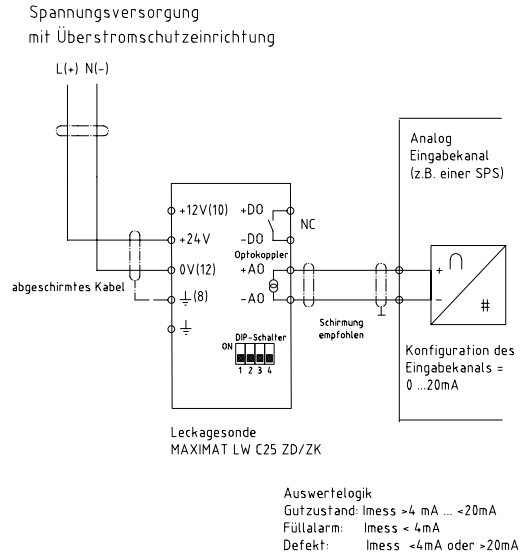 Spannungsversorgung
mit Überstromschutzeinrichtung
L(+) N(-)
Analog
Eingabekanal
(z.B. einer SPS)
+12V(10) +DO
NC
+24V -DO
Optokoppler
0V(12) +AO
+
abgeschirmtes Kabel
(8) -AO
-
#
Schirmung
empfohlen
DIP-Schalter
ON
1 2 3 4
Konfiguration des
Eingabekanals =
0 ...20mA
Leckagesonde
MAXIMAT LW C25 ZD/ZK
Auswertelogik
Gutzustand: Imess >4 mA ... <20mA
Füllalarm: Imess < 4mA
Defekt: Imess <4mA oder >20mA